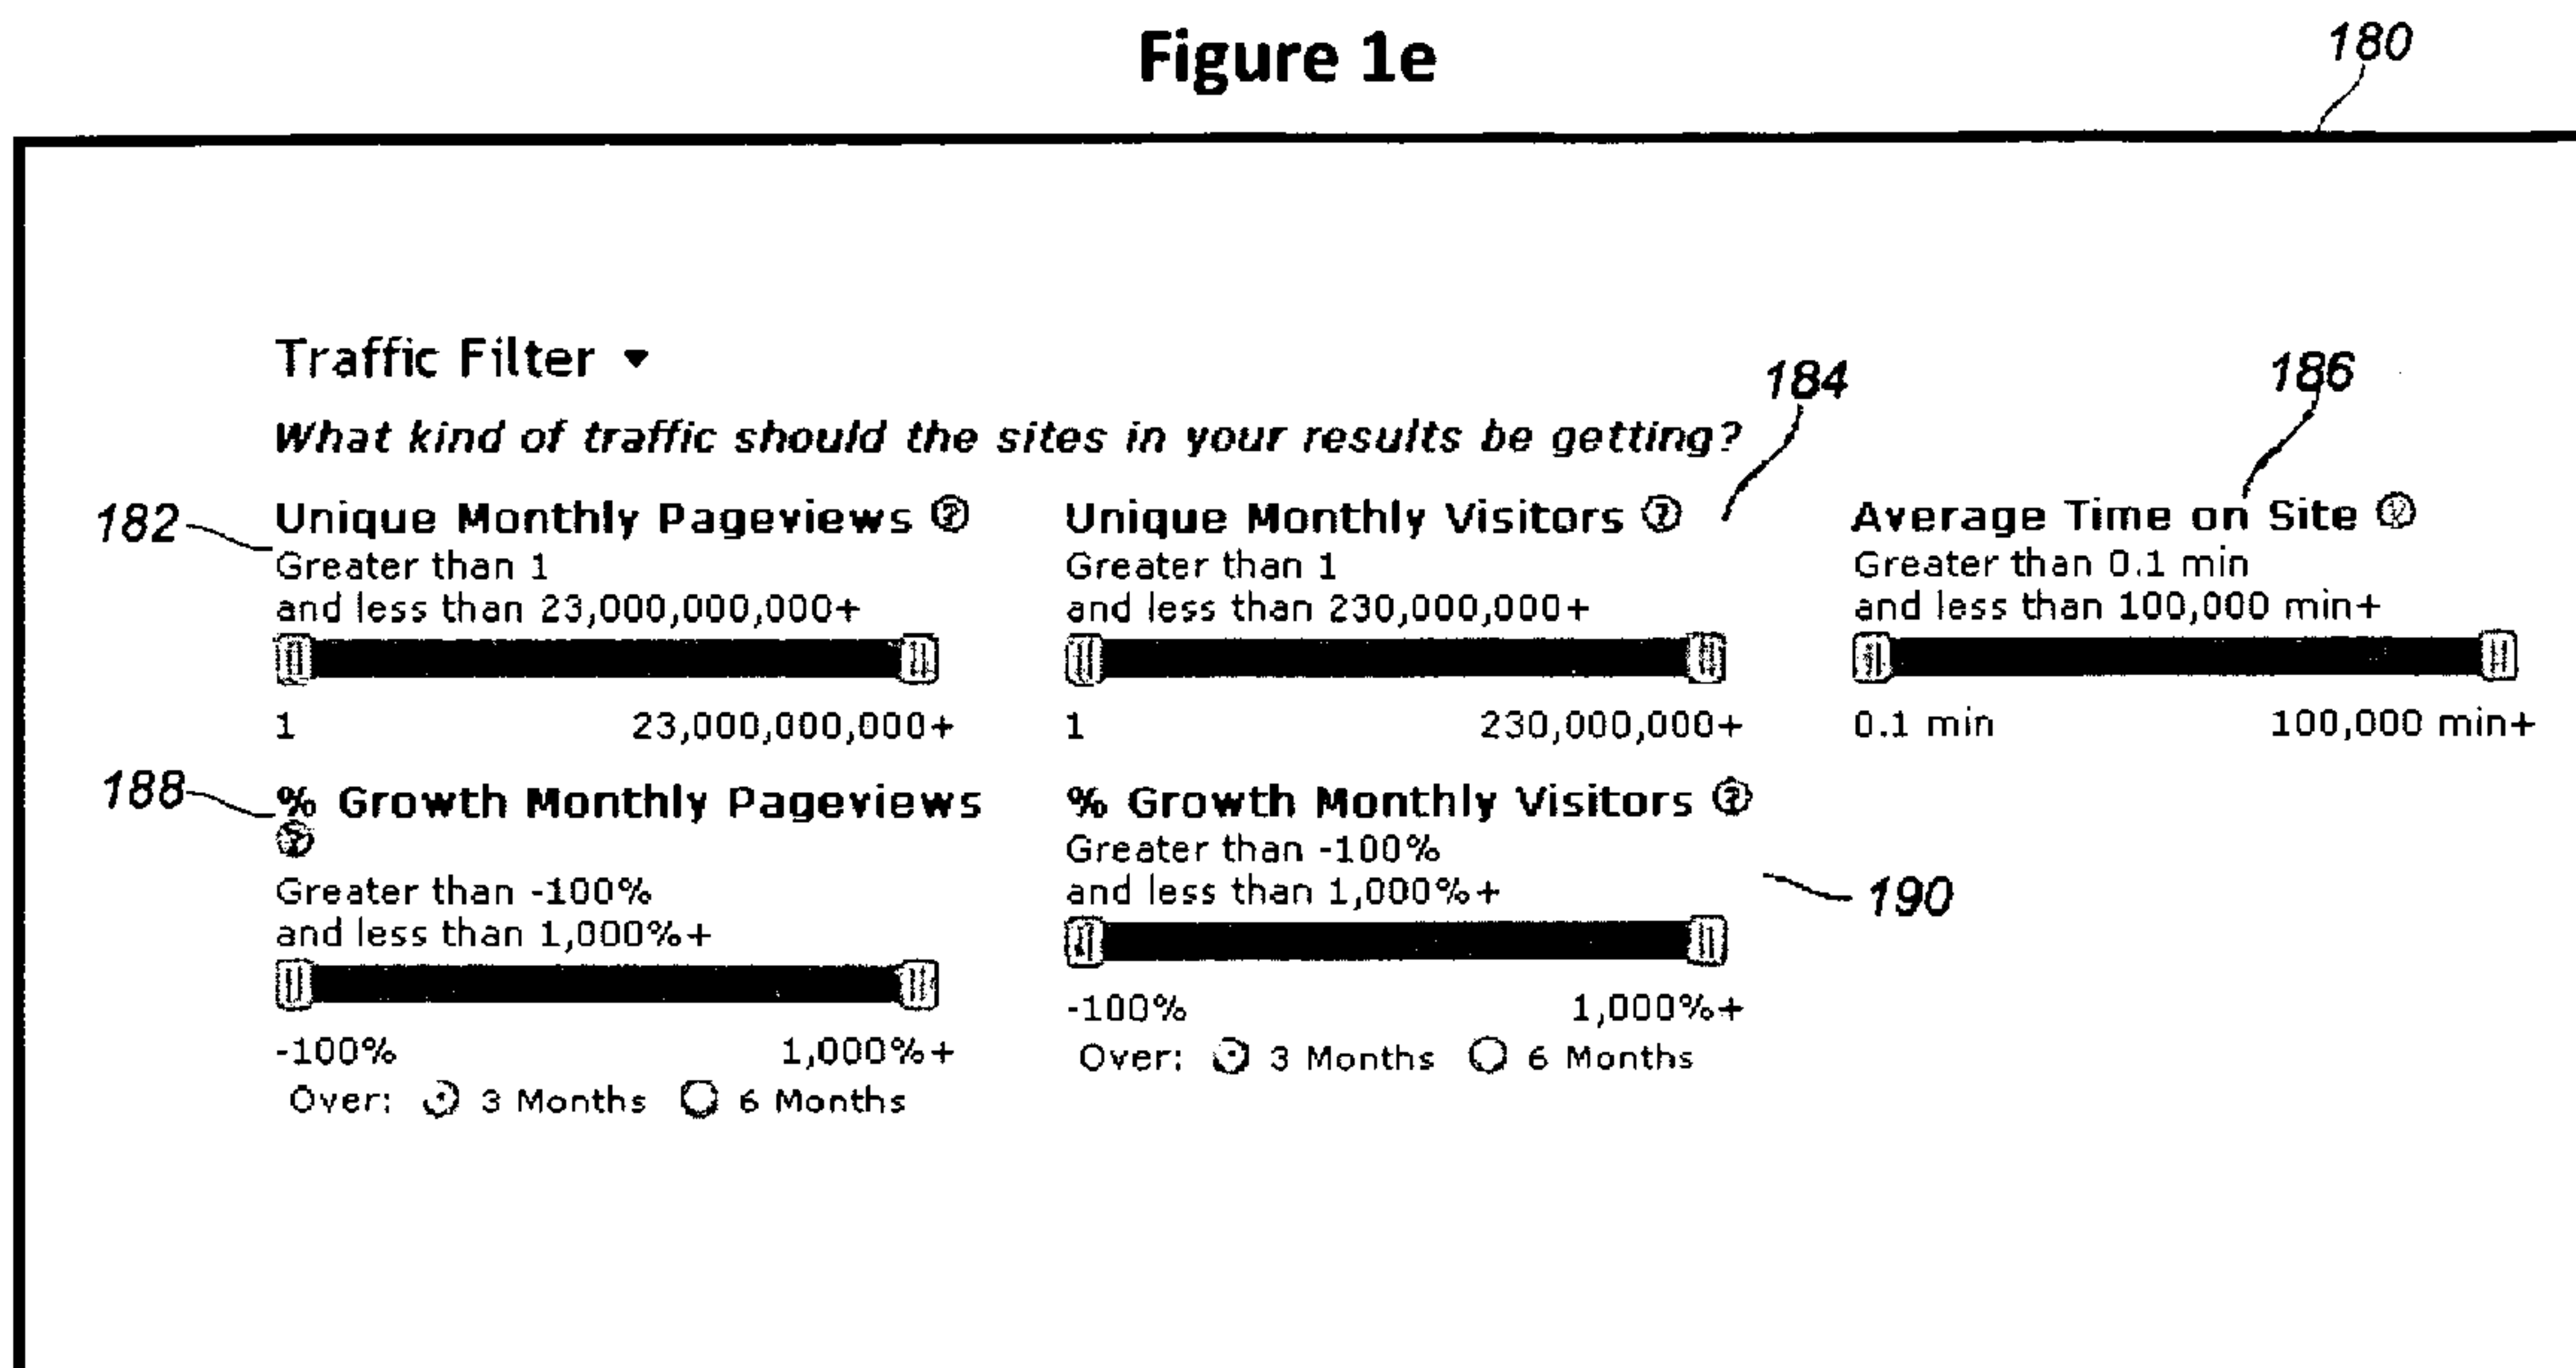 Figure 1e
180
Traffic Filter
184
186
What kind of traffic should the sites in your results be getting?
182
Unique Monthly Pageviews ?
Greater than 1
and less than 23,000,000,000+
1 23,000,000,000+
Unique Monthly Visitors ?
Greater than 1
and less than 230,000,000+
1 230,000,000+
Average Time on Site ?
Greater than 0.1 min
and less than 100,000 min+
0.1 min 100,000 min+
188
% Growth Monthly Pageviews
?
Greater than -100%
and less than 1,000%+
-100% 1,000%+
Over: 3 Months 6 Months
% Growth Monthly Visitors ?
Greater than -100%
and less than 1,000%+
190
-100% 1,000%+
Over: 3 Months 6 Months